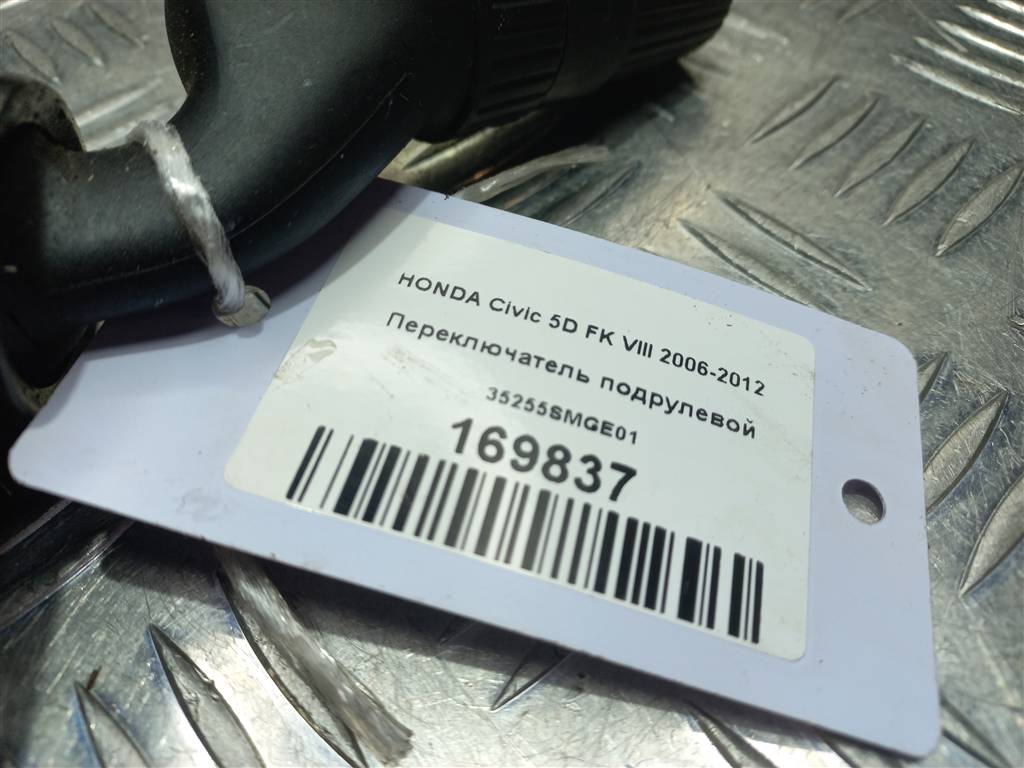 HONDA Civic 5D FK VIII 2006-2012
Переключатель подрулевой
35255SMGE01
169837